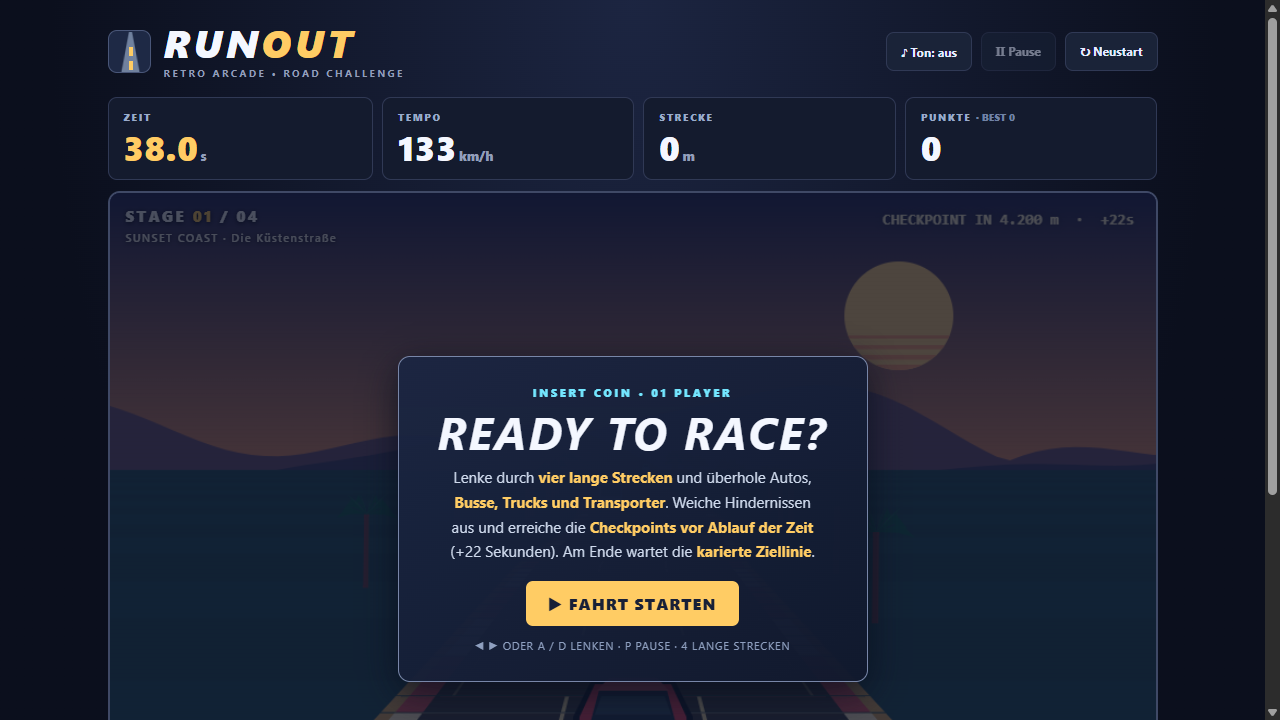 RUNOUT
RETRO ARCADE • ROAD CHALLENGE
♪ Ton: aus
II Pause
↻ Neustart
ZEIT
38.0 s
TEMPO
133 km/h
STRECKE
0 m
PUNKTE · BEST 0
0
STAGE 01 / 04
SUNSET COAST · Die Küstenstraße
CHECKPOINT IN 4.200 m · +22s
INSERT COIN • 01 PLAYER
READY TO RACE?
Lenke durch vier lange Strecken und überhole Autos,
Busse, Trucks und Transporter. Weiche Hindernissen
aus und erreiche die Checkpoints vor Ablauf der Zeit
(+22 Sekunden). Am Ende wartet die karierte Ziellinie.
▶ FAHRT STARTEN
◀ ▶ ODER A / D LENKEN · P PAUSE · 4 LANGE STRECKEN